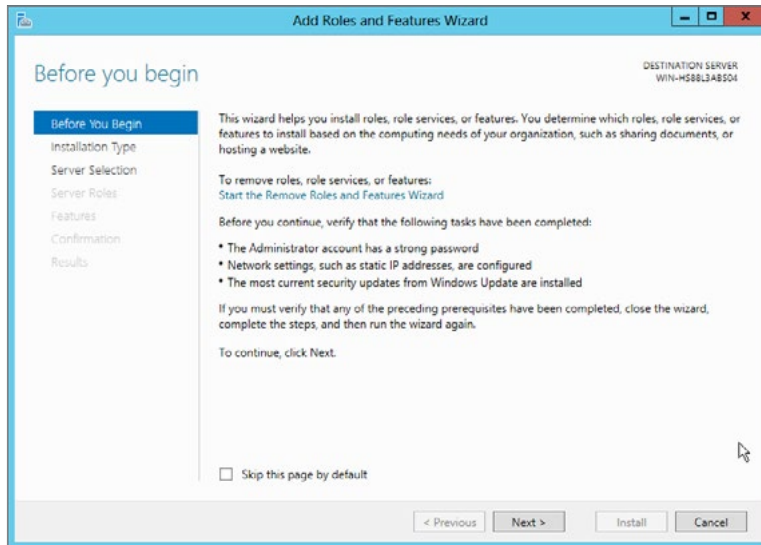 Add Roles and Features Wizard
Before you begin
DESTINATION SERVER
WIN-HS88L3ABS04
Before You Begin
Installation Type
Server Selection
Server Roles
Features
Confirmation
Results
This wizard helps you install roles, role services, or features. You determine which roles, role services, or
features to install based on the computing needs of your organization, such as sharing documents, or
hosting a website.
To remove roles, role services, or features:
Start the Remove Roles and Features Wizard
Before you continue, verify that the following tasks have been completed:
• The Administrator account has a strong password
• Network settings, such as static IP addresses, are configured
• The most current security updates from Windows Update are installed
If you must verify that any of the preceding prerequisites have been completed, close the wizard,
complete the steps, and then run the wizard again.
To continue, click Next.
Skip this page by default
< Previous
Next >
Install
Cancel